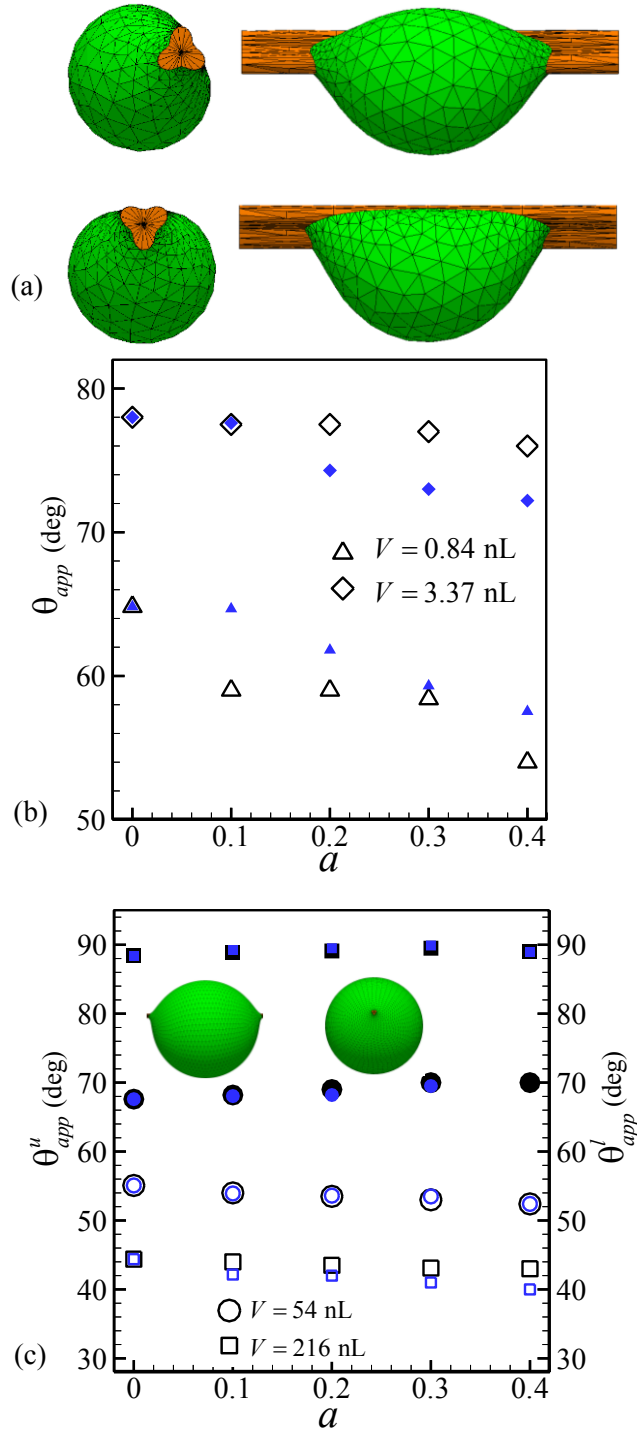 (a)
80
70
60
50
θapp (deg)
V = 0.84 nL
V = 3.37 nL
0 0.1 0.2 0.3 0.4
a
(b)
90
80
70
60
50
40
30
θuapp (deg)
90
80
70
60
50
40
30
θlapp (deg)
V = 54 nL
V = 216 nL
0 0.1 0.2 0.3 0.4
a
(c)